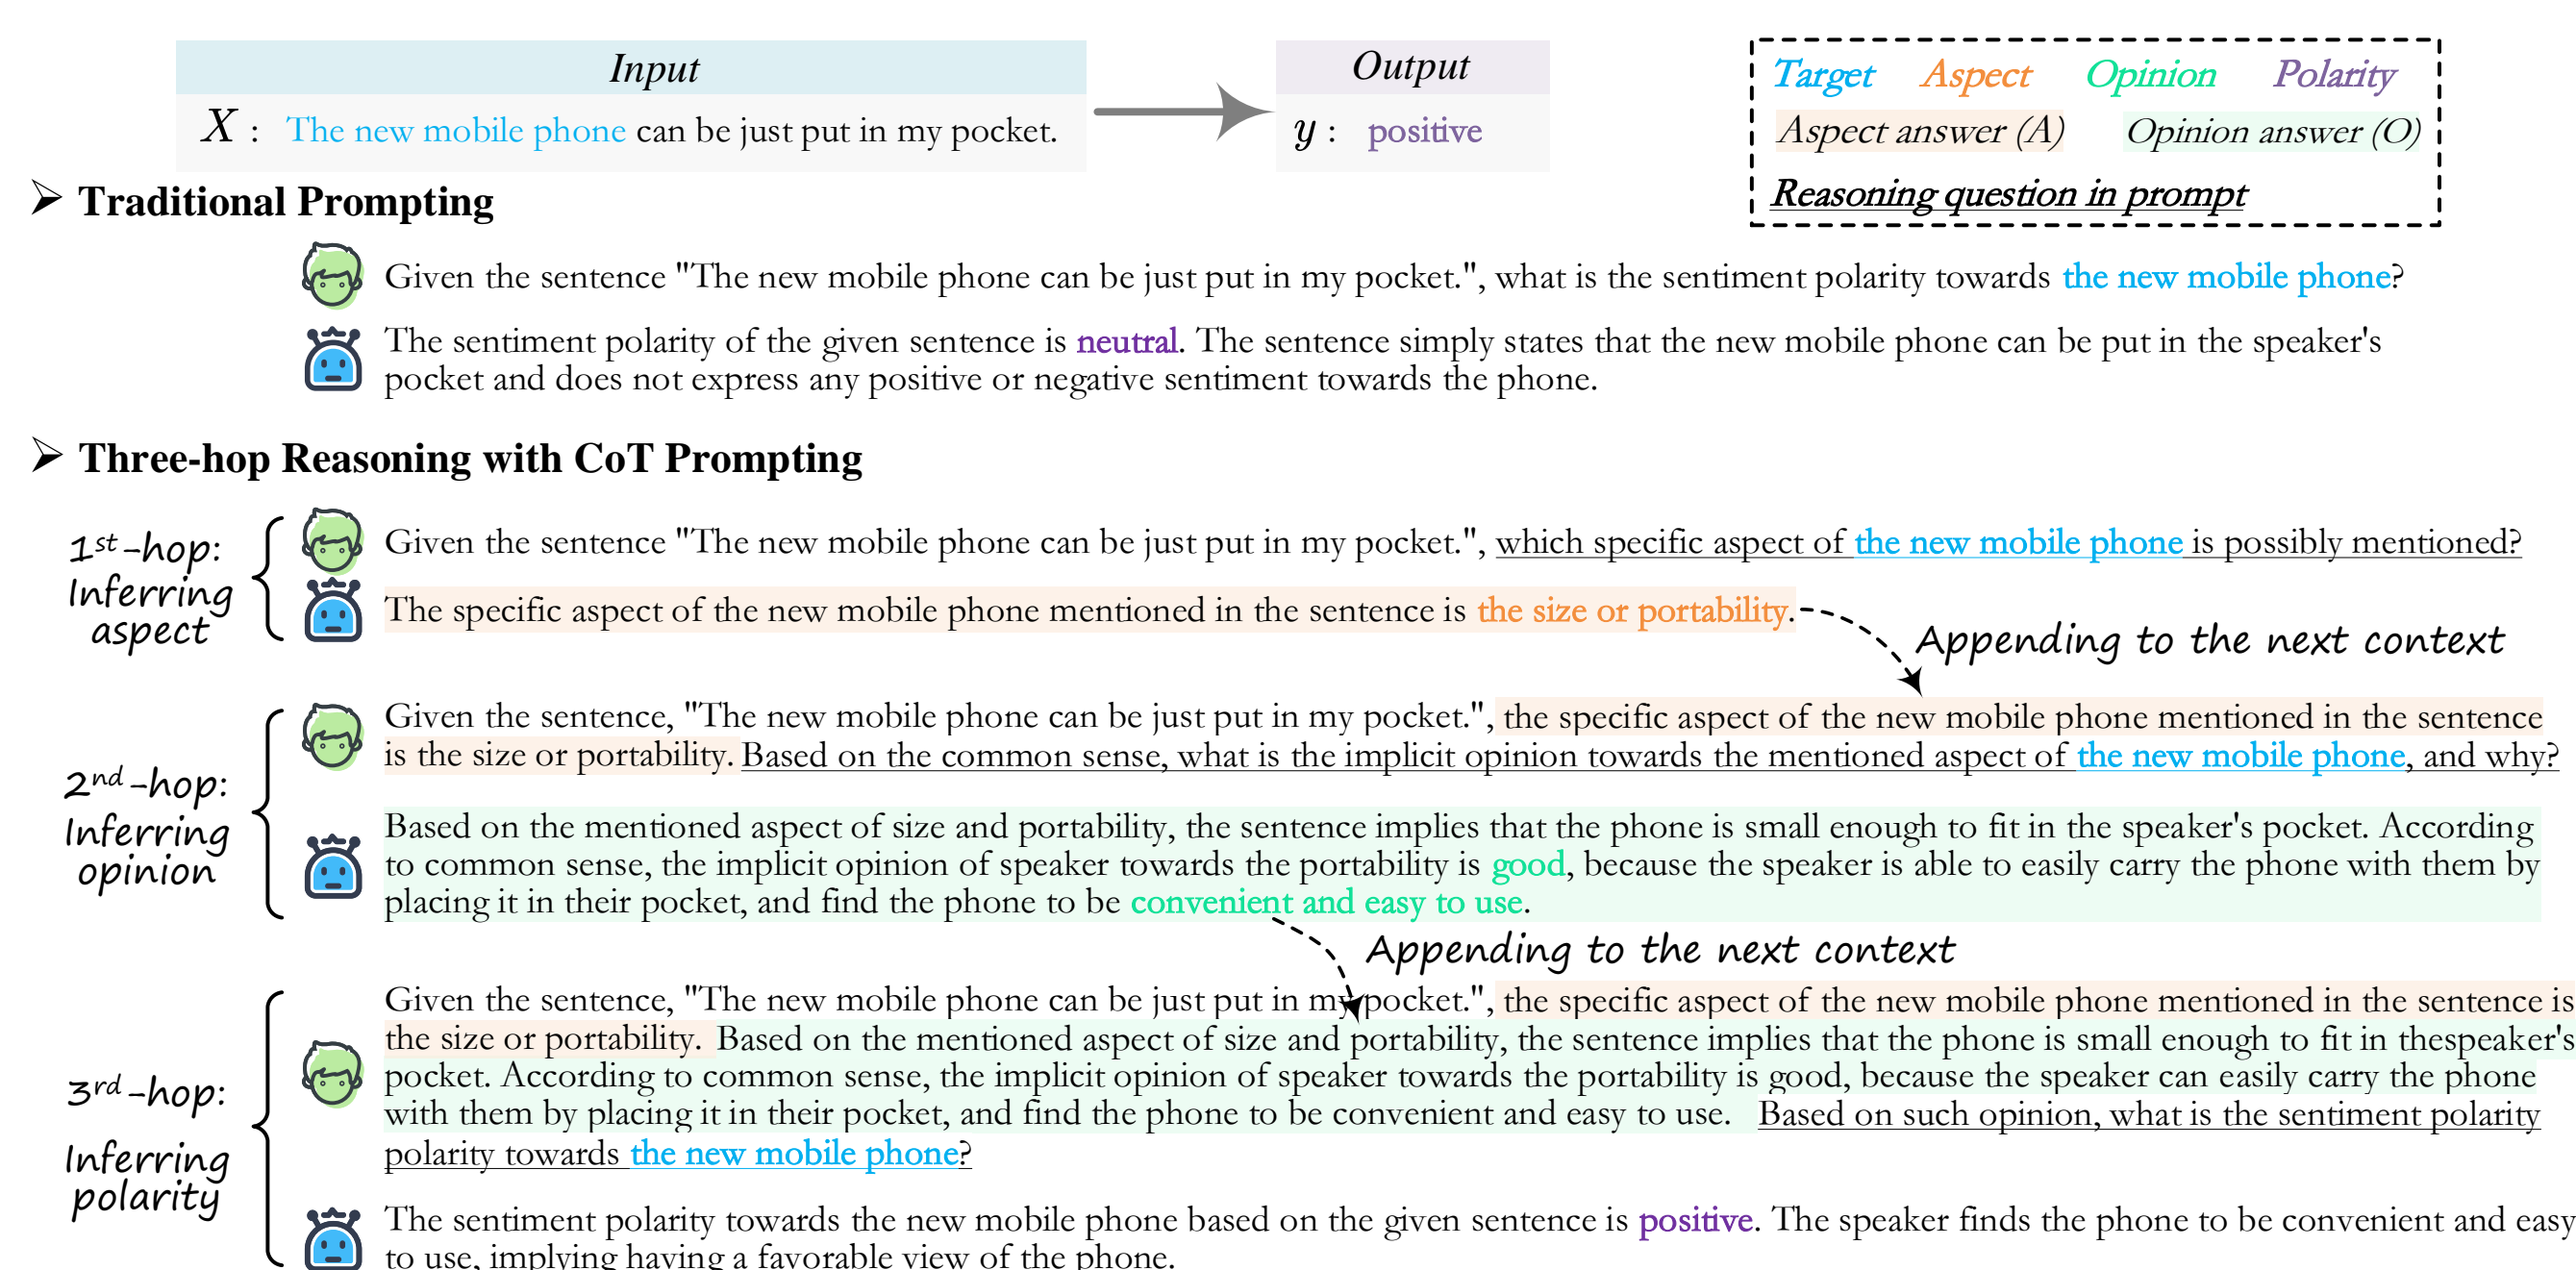 Input
X : The new mobile phone can be just put in my pocket.
Output
y : positive
Target Aspect Opinion Polarity
Aspect answer (A) Opinion answer (O)
Reasoning question in prompt
➢ Traditional Prompting
Given the sentence "The new mobile phone can be just put in my pocket.", what is the sentiment polarity towards the new mobile phone?
The sentiment polarity of the given sentence is neutral. The sentence simply states that the new mobile phone can be put in the speaker's
pocket and does not express any positive or negative sentiment towards the phone.
➢ Three-hop Reasoning with CoT Prompting
1st-hop:
Inferring
aspect
Given the sentence "The new mobile phone can be just put in my pocket.", which specific aspect of the new mobile phone is possibly mentioned?
The specific aspect of the new mobile phone mentioned in the sentence is the size or portability.
Appending to the next context
2nd-hop:
Inferring
opinion
Given the sentence, "The new mobile phone can be just put in my pocket.", the specific aspect of the new mobile phone mentioned in the sentence
is the size or portability. Based on the common sense, what is the implicit opinion towards the mentioned aspect of the new mobile phone, and why?
Based on the mentioned aspect of size and portability, the sentence implies that the phone is small enough to fit in the speaker's pocket. According
to common sense, the implicit opinion of speaker towards the portability is good, because the speaker is able to easily carry the phone with them by
placing it in their pocket, and find the phone to be convenient and easy to use.
Appending to the next context
3rd-hop:
Inferring
polarity
Given the sentence, "The new mobile phone can be just put in my pocket.", the specific aspect of the new mobile phone mentioned in the sentence is
the size or portability. Based on the mentioned aspect of size and portability, the sentence implies that the phone is small enough to fit in thespeaker's
pocket. According to common sense, the implicit opinion of speaker towards the portability is good, because the speaker can easily carry the phone
with them by placing it in their pocket, and find the phone to be convenient and easy to use. Based on such opinion, what is the sentiment polarity
polarity towards the new mobile phone?
The sentiment polarity towards the new mobile phone based on the given sentence is positive. The speaker finds the phone to be convenient and easy
to use, implying having a favorable view of the phone.